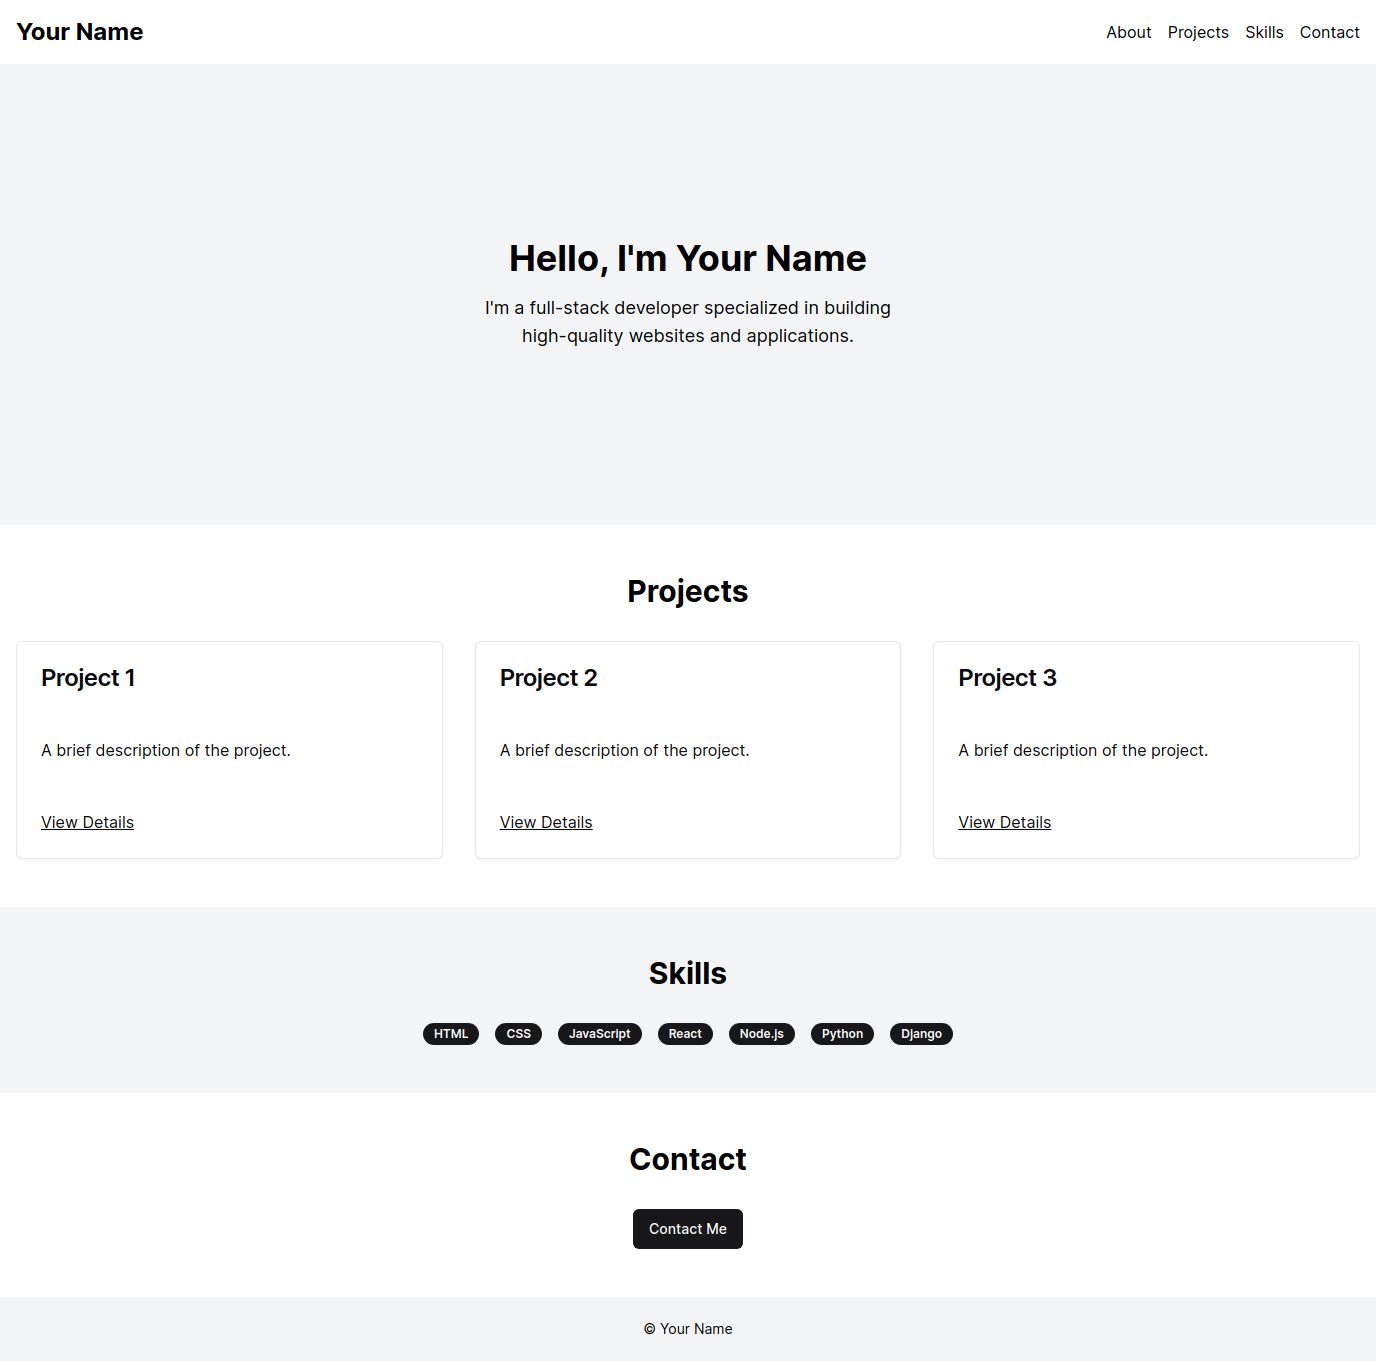 Your Name
About Projects Skills Contact
Hello, I'm Your Name
I'm a full-stack developer specialized in building
high-quality websites and applications.
Projects
Project 1
A brief description of the project.
View Details
Project 2
A brief description of the project.
View Details
Project 3
A brief description of the project.
View Details
Skills
HTML CSS JavaScript React Node.js Python Django
Contact
Contact Me
© Your Name